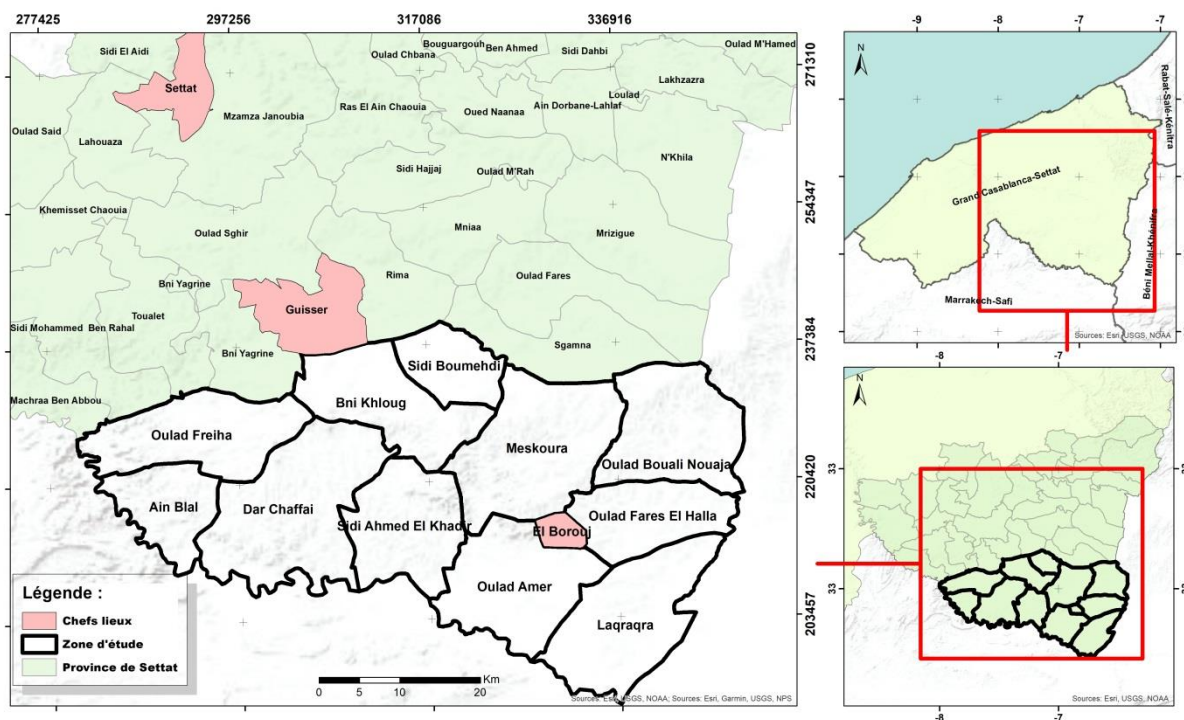 277425 297256 317086 336916
Sidi El Aidi
Settat
Oulad Said
Lahouaza
Mzamza Janoubia
Oulad Chbana
Bouguargouh
Ben Ahmed
Sidi Dahbi
Oulad M'Hamed
Lakhzazra
Loulad
Ras El Ain Chaouia
Oued Naanaa
Ain Dorbane-Lahlaf
N'Khila
Sidi Hajjaj
Oulad M'Rah
Khemisset Chaouia
Oulad Sghir
Mniaa
Mrizigue
Bni Yagrine
Guisser
Rima
Oulad Fares
Toualet
Sidi Mohammed Ben Rahal
Bni Yagrine
Sgamna
Machraa Ben Abbou
Sidi Boumehdi
Bni Khloug
Oulad Freiha
Meskoura
Oulad Bouali Nouaja
Ain Blal
Dar Chaffai
Sidi Ahmed El Khadir
El Borouj
Oulad Fares El Halla
Oulad Amer
Laqraqra
271310
254347
237384
220420
203457
Légende :
Chefs lieux
Zone d'étude
Province de Settat
0 5 10 20
Km
Sources: Esri, USGS, NOAA; Sources: Esri, Garmin, USGS, NPS
-9 -8 -7 -7
N
Rabat-Salé-Kénitra
Grand Casablanca-Settat
Béni Mellal-Khénifra
Marrakech-Safi
Sources: Esri, USGS, NOAA
-8 -7
N
33
33
Sources: Esri, USGS, NOAA
-8 -7